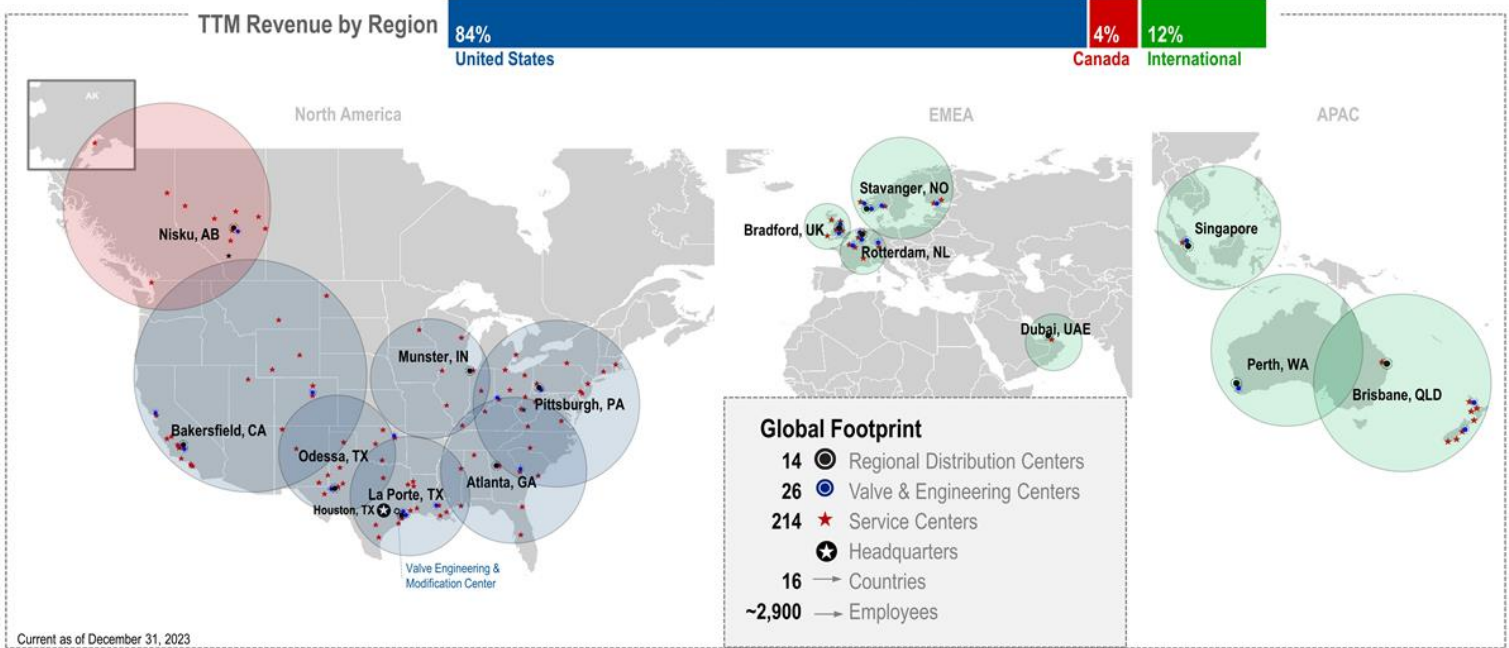 TTM Revenue by Region
84%
United States
4%
Canada
12%
International
North America
EMEA
APAC
AK
Nisku, AB
Bakersfield, CA
Munster, IN
Pittsburgh, PA
Odessa, TX
La Porte, TX
Houston, TX
Atlanta, GA
Valve Engineering &
Modification Center
Stavanger, NO
Bradford, UK
Rotterdam, NL
Dubai, UAE
Singapore
Perth, WA
Brisbane, QLD
Global Footprint
14 Regional Distribution Centers
26 Valve & Engineering Centers
214 Service Centers
Headquarters
16 Countries
~2,900 Employees
Current as of December 31, 2023